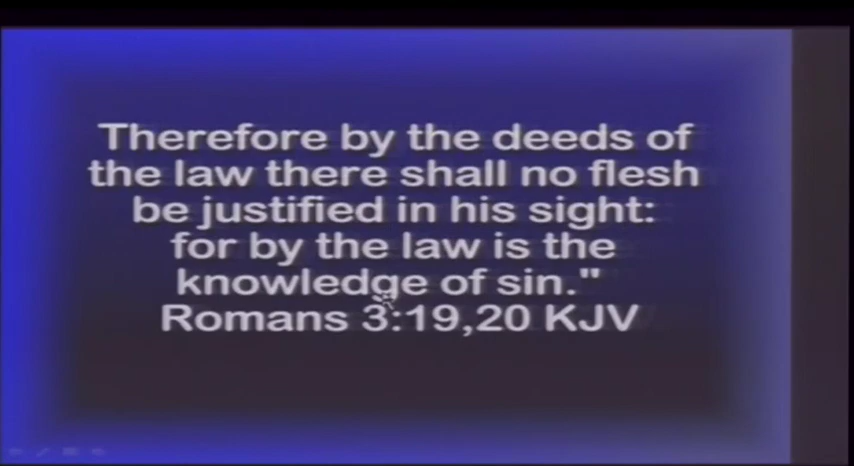 Therefore by the deeds of
the law there shall no flesh
be justified in his sight:
for by the law is the
knowledge of sin."
Romans 3:19,20 KJV